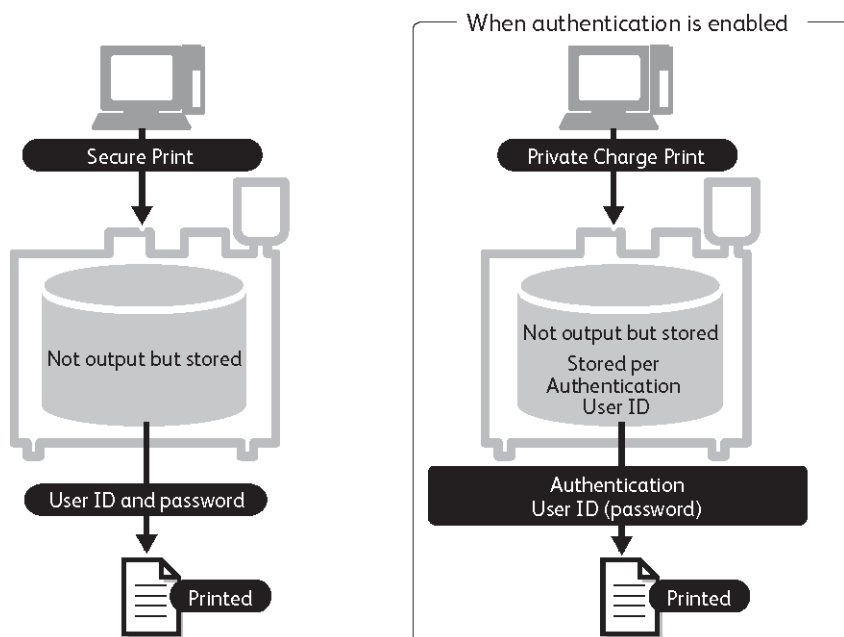 When authentication is enabled
Secure Print
Not output but stored
User ID and password
Printed
Private Charge Print
Not output but stored
Stored per
Authentication
User ID
Authentication
User ID (password)
Printed